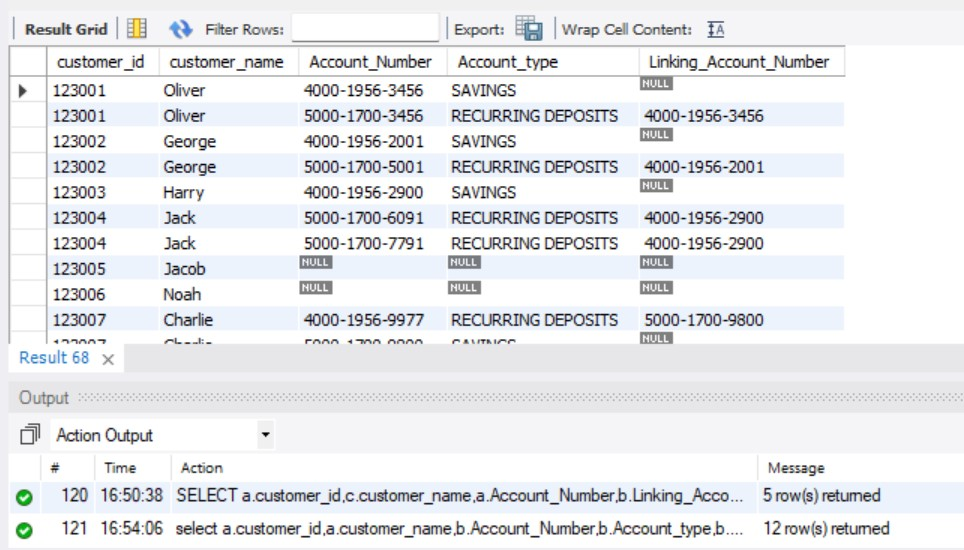 Result Grid Filter Rows: Export: Wrap Cell Content:
customer_id customer_name Account_Number Account_type Linking_Account_Number
123001 Oliver 4000-1956-3456 SAVINGS NULL
123001 Oliver 5000-1700-3456 RECURRING DEPOSITS 4000-1956-3456
123002 George 4000-1956-2001 SAVINGS NULL
123002 George 5000-1700-5001 RECURRING DEPOSITS 4000-1956-2001
123003 Harry 4000-1956-2900 SAVINGS NULL
123004 Jack 5000-1700-6091 RECURRING DEPOSITS 4000-1956-2900
123004 Jack 5000-1700-7791 RECURRING DEPOSITS 4000-1956-2900
123005 Jacob NULL NULL NULL
123006 Noah NULL NULL NULL
123007 Charlie 4000-1956-9977 RECURRING DEPOSITS 5000-1700-9800
123007 Charlie 5000-1700-9800 SAVINGS NULL
Result 68
Output
Action Output
# Time Action Message
120 16:50:38 SELECT a.customer_id,c.customer_name,a.Account_Number,b.Linking_Acco... 5 row(s) returned
121 16:54:06 select a.customer_id,a.customer_name,b.Account_Number,b.Account_type,b.... 12 row(s) returned